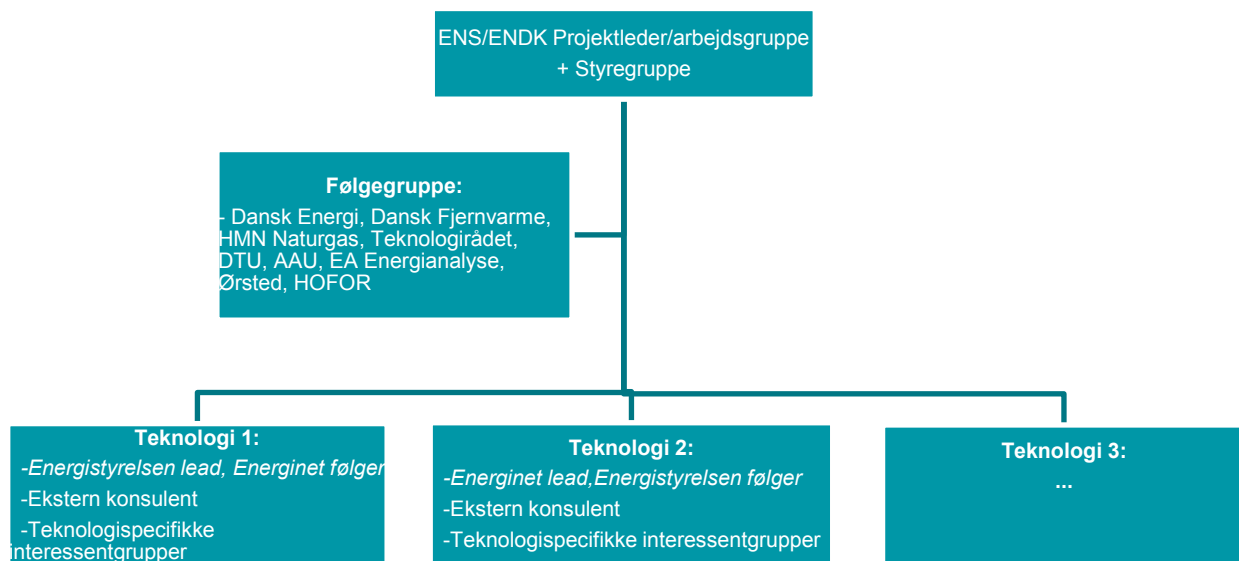 ENS/ENDK Projektleder/arbejdsgruppe
+ Styregruppe
Følgegruppe:
- Dansk Energi, Dansk Fjernvarme,
HMN Naturgas, Teknologirådet,
DTU, AAU, EA Energianalyse,
Ørsted, HOFOR
Teknologi 1:
-Energistyrelsen lead, Energinet følger
-Ekstern konsulent
-Teknologispecifikke
interessentgrupper
Teknologi 2:
-Energinet lead,Energistyrelsen følger
-Ekstern konsulent
-Teknologispecifikke interessentgrupper
Teknologi 3:
...